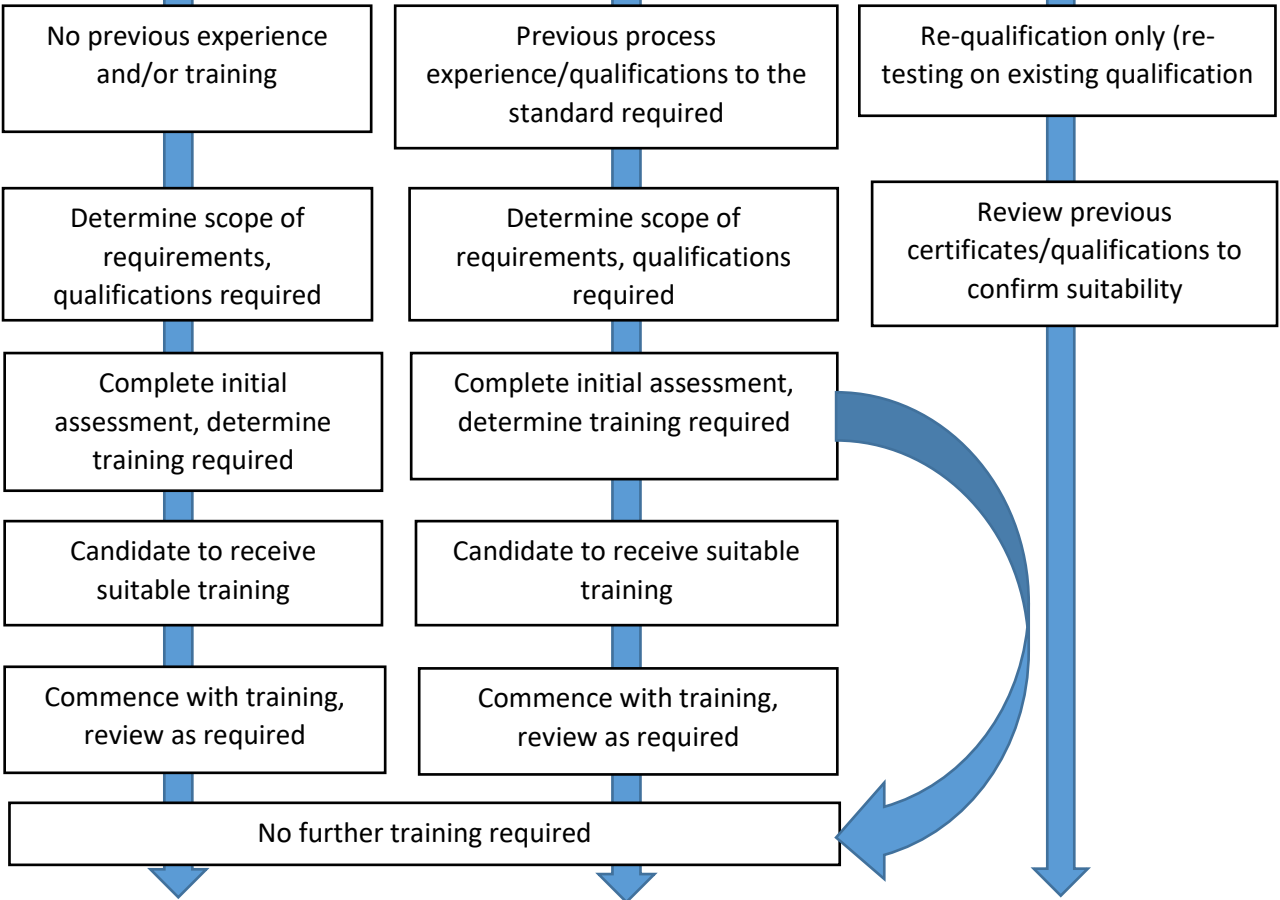 No previous experience
and/or training
Previous process
experience/qualifications to the
standard required
Re-qualification only (re-
testing on existing qualification
Determine scope of
requirements,
qualifications required
Determine scope of
requirements, qualifications
required
Review previous
certificates/qualifications to
confirm suitability
Complete initial
assessment, determine
training required
Complete initial assessment,
determine training required
Candidate to receive
suitable training
Candidate to receive suitable
training
Commence with training,
review as required
Commence with training,
review as required
No further training required